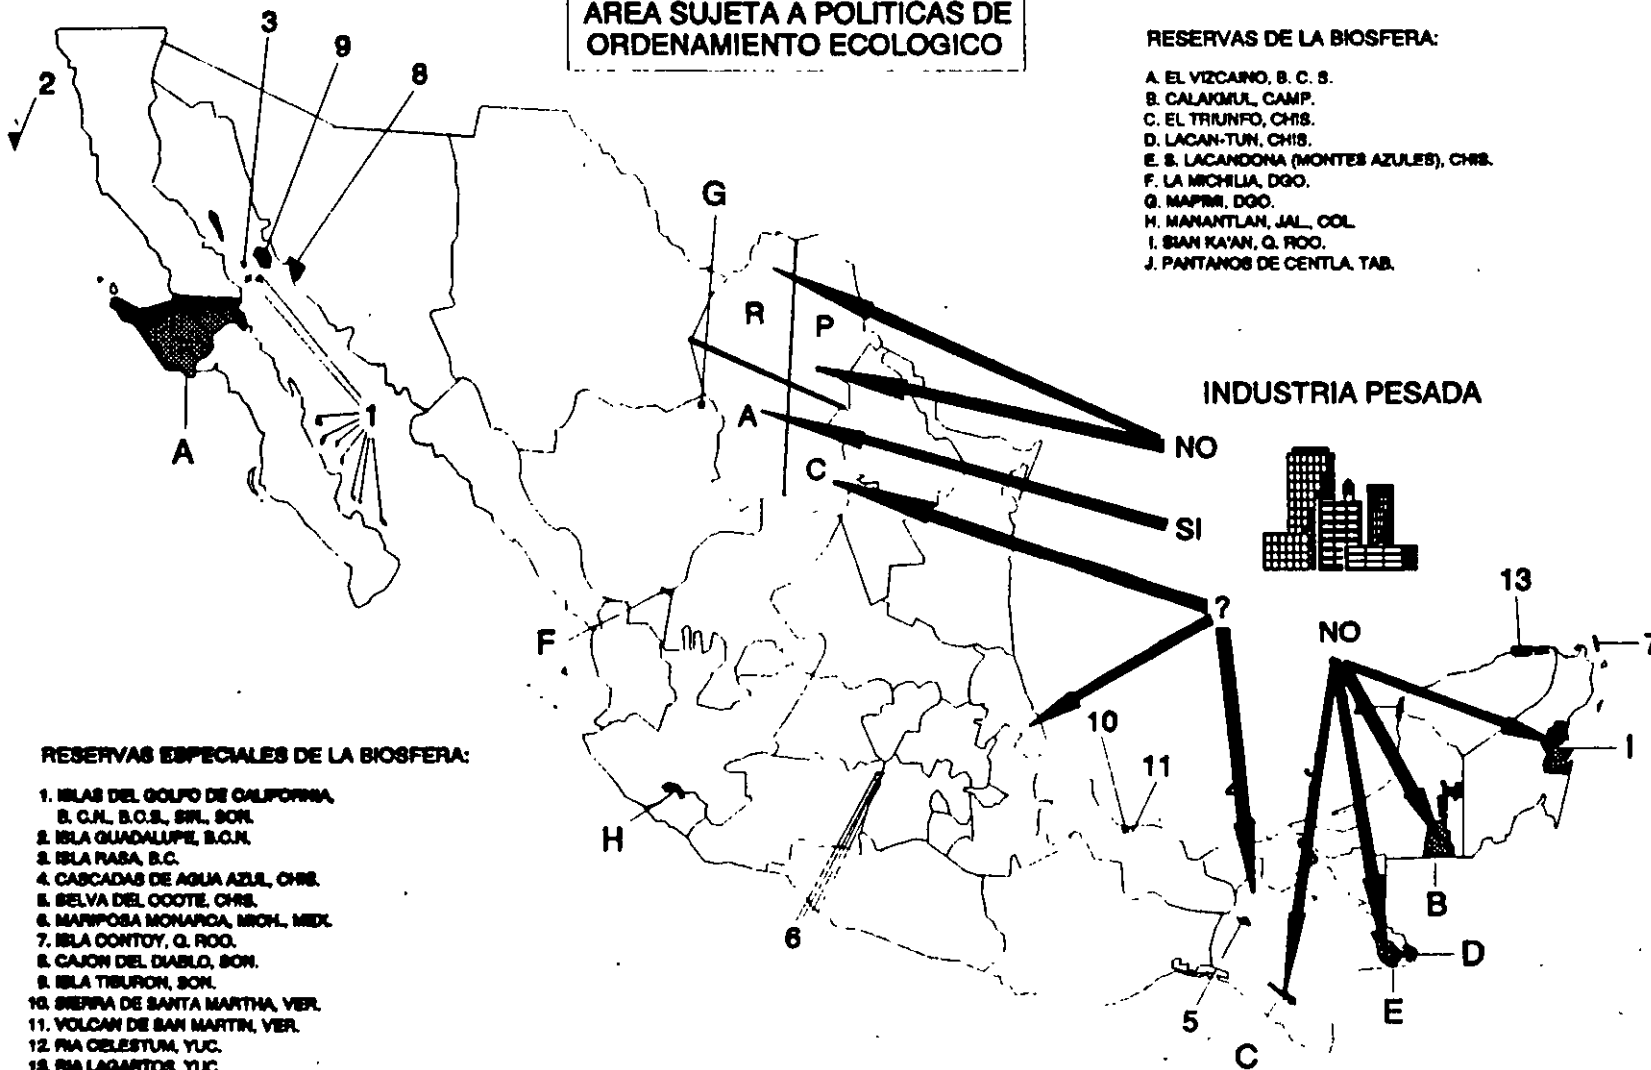 AREA SUJETA A POLITICAS DE
ORDENAMIENTO ECOLOGICO
RESERVAS DE LA BIOSFERA:
A. EL VIZCAINO, B. C. S.
B. CALAKMUL, CAMP.
C. EL TRIUNFO, CHIS.
D. LACAN-TUN, CHIS.
E. S. LACANDONA (MONTES AZULES), CHIS.
F. LA MICHILIA, DGO.
G. MAPIMI, DGO.
H. MANANTLAN, JAL., COL.
I. SIAN KA'AN, Q. ROO.
J. PANTANOS DE CENTLA, TAB.
3
9
8
2
G
R
P
INDUSTRIA PESADA
1
A
A
NO
C
SI
13
?
F
NO
7
10
I
11
H
RESERVAS ESPECIALES DE LA BIOSFERA:
1. ISLAS DEL GOLFO DE CALIFORNIA,
B. C.N., B.C.S., SIN., SON.
2. ISLA GUADALUPE, B.C.N.
3. ISLA RASA, B.C.
4. CASCADAS DE AGUA AZUL, CHIS.
5. SELVA DEL OCOTE, CHIS.
6. MARIPOSA MONARCA, MICH., MEX.
7. ISLA CONTOY, Q. ROO.
8. CAJON DEL DIABLO, SON.
9. ISLA TIBURON, SON.
10. SIERRA DE SANTA MARTHA, VER.
11. VOLCAN DE SAN MARTIN, VER.
12. RIA CELESTUM, YUC.
13. RIA LAGARTOS, YUC.
6
B
D
E
5
C